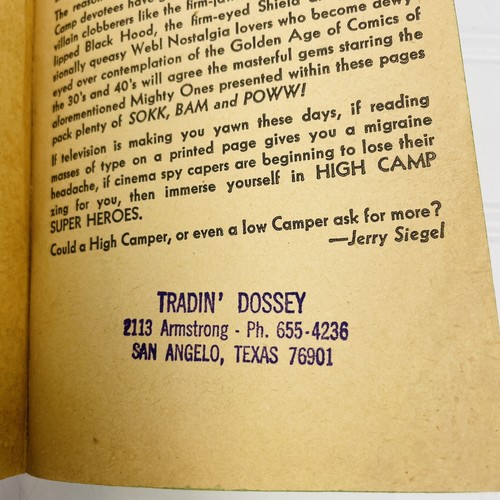 The reason
Camp devotees have
villain clobberers like the firm-ja
lipped Black Hood, the firm-eyed Shield
sionally queasy Web! Nostalgia lovers who become dewy-
eyed over contemplation of the Golden Age of Comics of
the 30's and 40's will agree the masterful gems starring the
aforementioned Mighty Ones presented within these pages
pack plenty of SOKK, BAM and POWW!
If television is making you yawn these days, if reading
masses of type on a printed page gives you a migraine
headache, if cinema spy capers are beginning to lose their
zing for you, then immerse yourself in HIGH CAMP
SUPER HEROES.
Could a High Camper, or even a low Camper ask for more?
—Jerry Siegel
TRADIN' DOSSEY
2113 Armstrong - Ph. 655-4236
SAN ANGELO, TEXAS 76901